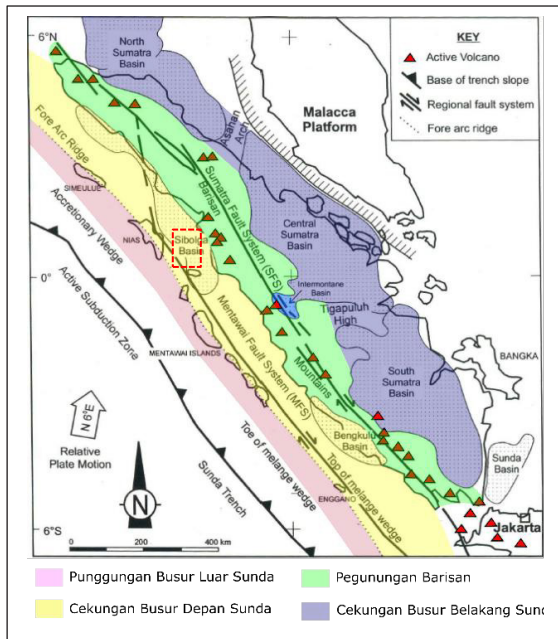 6°N
North
Sumatra
Basin
KEY
Active Volcano
Base of trench slope
Regional fault system
Fore arc ridge
Malacca
Platform
Asahan
Arch
Fore Arc Ridge
SIMEULUE
Accretionary Wedge
Sumatra Fault System (SFS)
Barisan
Mountains
NIAS
Sibolga
Basin
0°
Central
Sumatra
Basin
Intermontane
Basin
Tigapuluh
High
Active Subduction Zone
Mentawai Fault System (MFS)
MENTAWAI ISLANDS
BANGKA
South
Sumatra
Basin
Bengkulu
Basin
Sunda
Basin
N 6°E
Relative
Plate Motion
N
Toe of melange wedge
Top of melange wedge
Sunda Trench
ENGGANO
Jakarta
6°S
0
200
400 km
Punggungan Busur Luar Sunda
Pegunungan Barisan
Cekungan Busur Depan Sunda
Cekungan Busur Belakang Sund